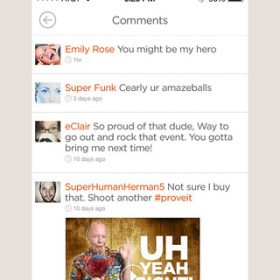 Comments
Emily Rose You might be my hero
Super Funk Cearly ur amazeballs
3 days ago
eClair So proud of that dude, Way to
go out and rock that event. You gotta
bring me next time!
10 days ago
SuperHumanHerman5 Not sure I buy
that. Shoot another #proveit
10 days ago
UH
YEAH
RIGHT!